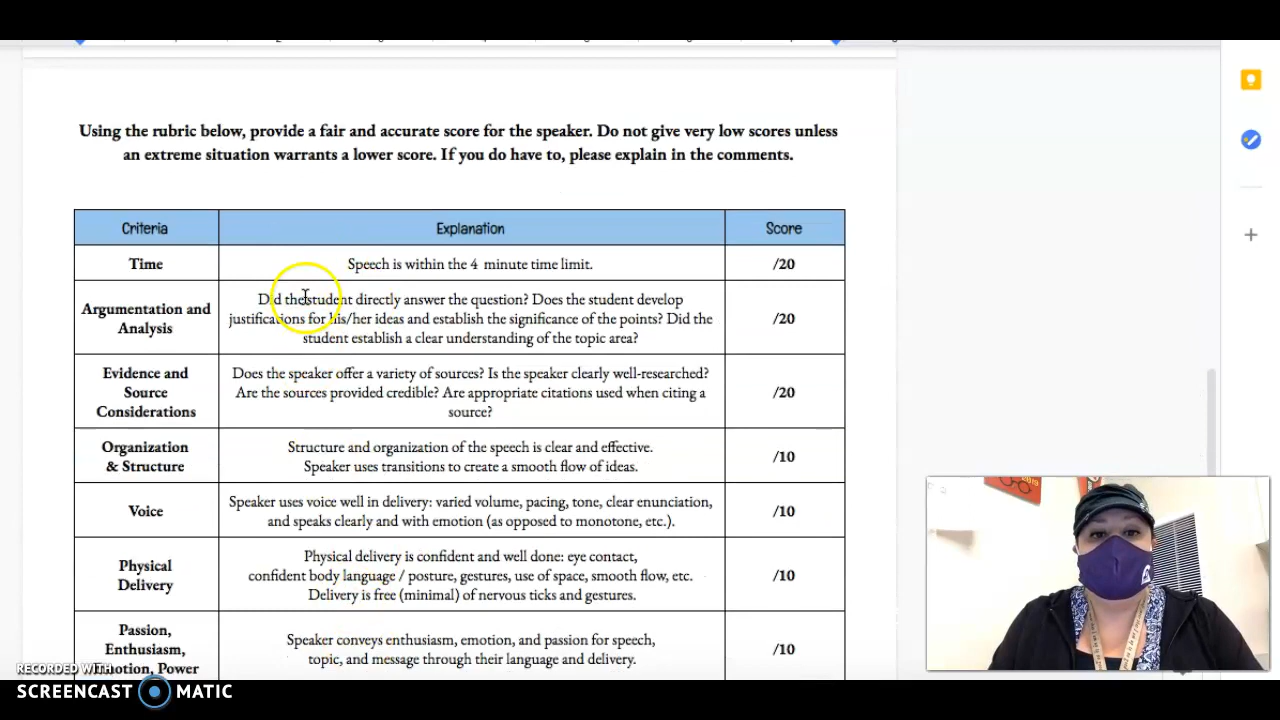 Using the rubric below, provide a fair and accurate score for the speaker. Do not give very low scores unless
an extreme situation warrants a lower score. If you do have to, please explain in the comments.
Criteria
Explanation
Score
Time
Speech is within the 4 minute time limit.
/20
Argumentation and
Analysis
Did the student directly answer the question? Does the student develop
justifications for his/her ideas and establish the significance of the points? Did the
student establish a clear understanding of the topic area?
/20
Evidence and
Source
Considerations
Does the speaker offer a variety of sources? Is the speaker clearly well-researched?
Are the sources provided credible? Are appropriate citations used when citing a
source?
/20
Organization
& Structure
Structure and organization of the speech is clear and effective.
Speaker uses transitions to create a smooth flow of ideas.
/10
Voice
Speaker uses voice well in delivery: varied volume, pacing, tone, clear enunciation,
and speaks clearly and with emotion (as opposed to monotone, etc.).
/10
Physical
Delivery
Physical delivery is confident and well done: eye contact,
confident body language / posture, gestures, use of space, smooth flow, etc.
Delivery is free (minimal) of nervous ticks and gestures.
/10
Passion,
Enthusiasm,
motion, Power
Speaker conveys enthusiasm, emotion, and passion for speech,
topic, and message through their language and delivery.
/10
RECORDED WITH
SCREENCAST MATIC